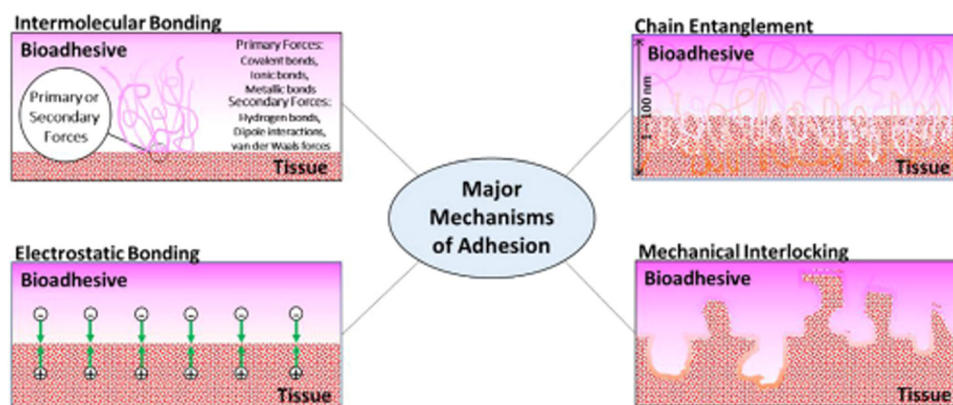 Intermolecular Bonding
Bioadhesive
Primary Forces:
Covalent bonds,
Ionic bonds,
Metallic bonds
Secondary Forces:
Hydrogen bonds,
Dipole interactions,
van der Waals forces
Primary or
Secondary
Forces
Tissue
Chain Entanglement
Bioadhesive
1 - 100 nm
Tissue
Major
Mechanisms
of Adhesion
Electrostatic Bonding
Bioadhesive
- - - - - -
+ + + + + +
Tissue
Mechanical Interlocking
Bioadhesive
Tissue